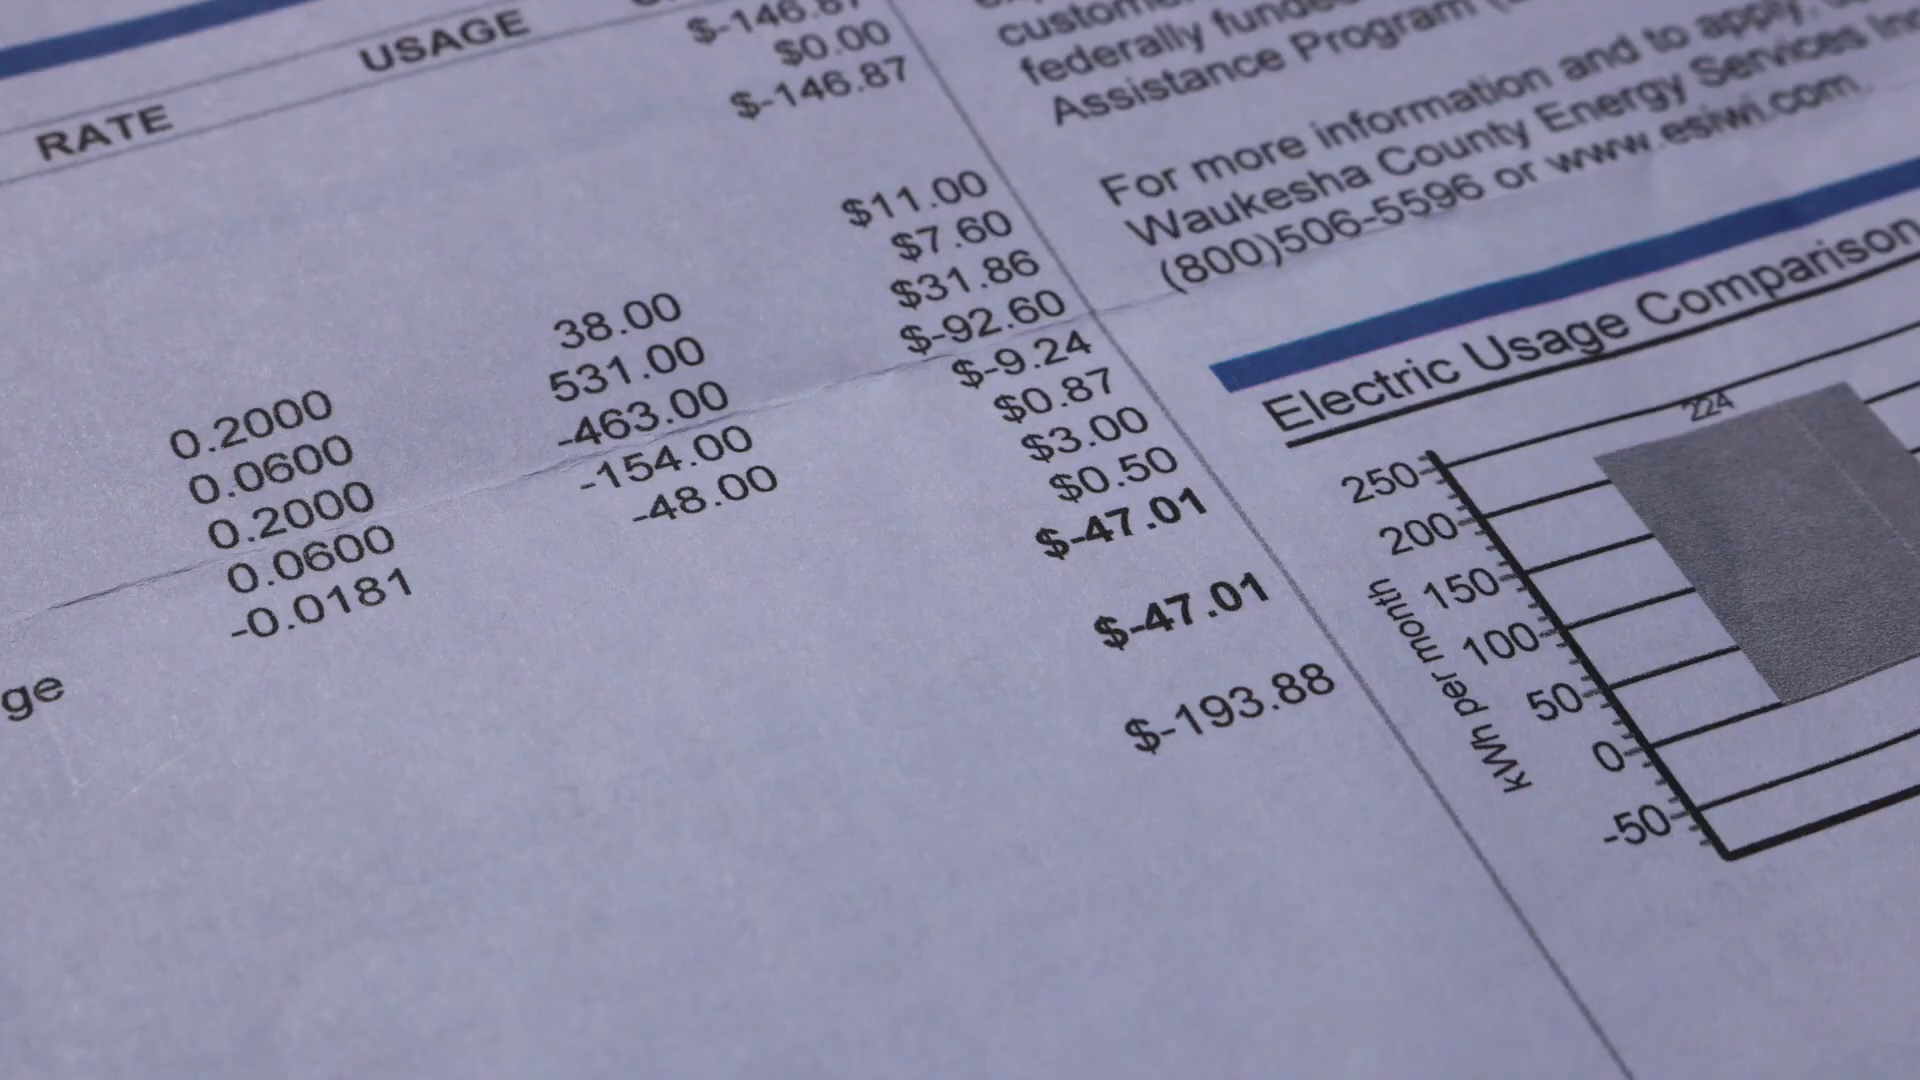 RATE USAGE
$-146.87
$0.00
$-146.87
$11.00
38.00 $7.60
0.2000 531.00 $31.86
0.0600 -463.00 $-92.60
0.2000 -154.00 $-9.24
0.0600 -48.00 $0.87
-0.0181 $3.00
$0.50
$-47.01
$-47.01
ge
$-193.88
federally funded
Assistance Program
For more information and to apply,
Waukesha County Energy Services
(800)506-5596 or www.esiwi.com.
Electric Usage Comparison
224
250
200
150
100
50
0
-50
kWh per month